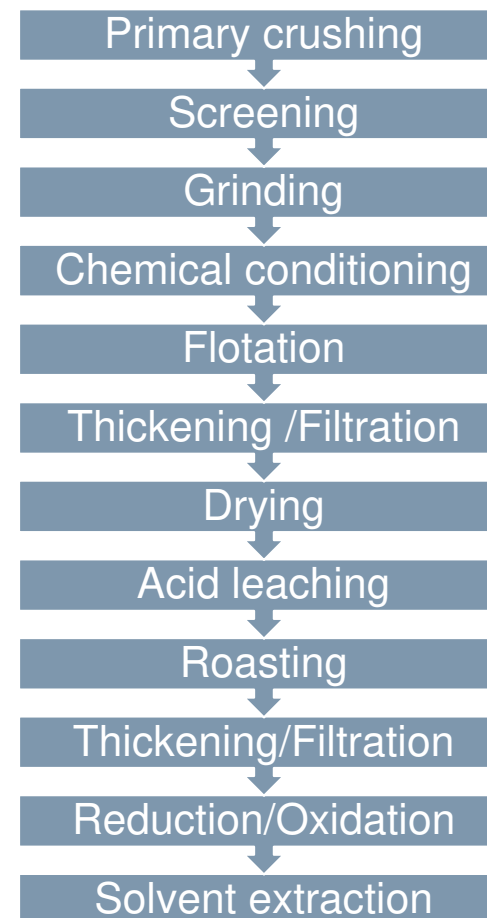 Primary crushing
Screening
Grinding
Chemical conditioning
Flotation
Thickening /Filtration
Drying
Acid leaching
Roasting
Thickening/Filtration
Reduction/Oxidation
Solvent extraction